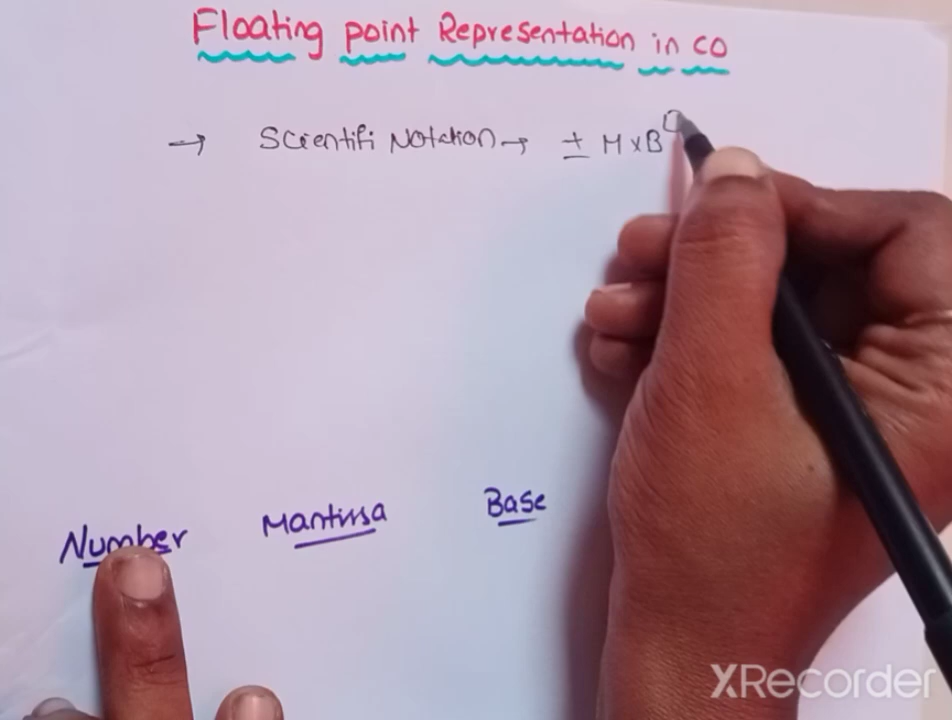 Floating point Representation in CO
→ Scientifi Notation → ± M x B
Number Mantissa Base
XRecorder